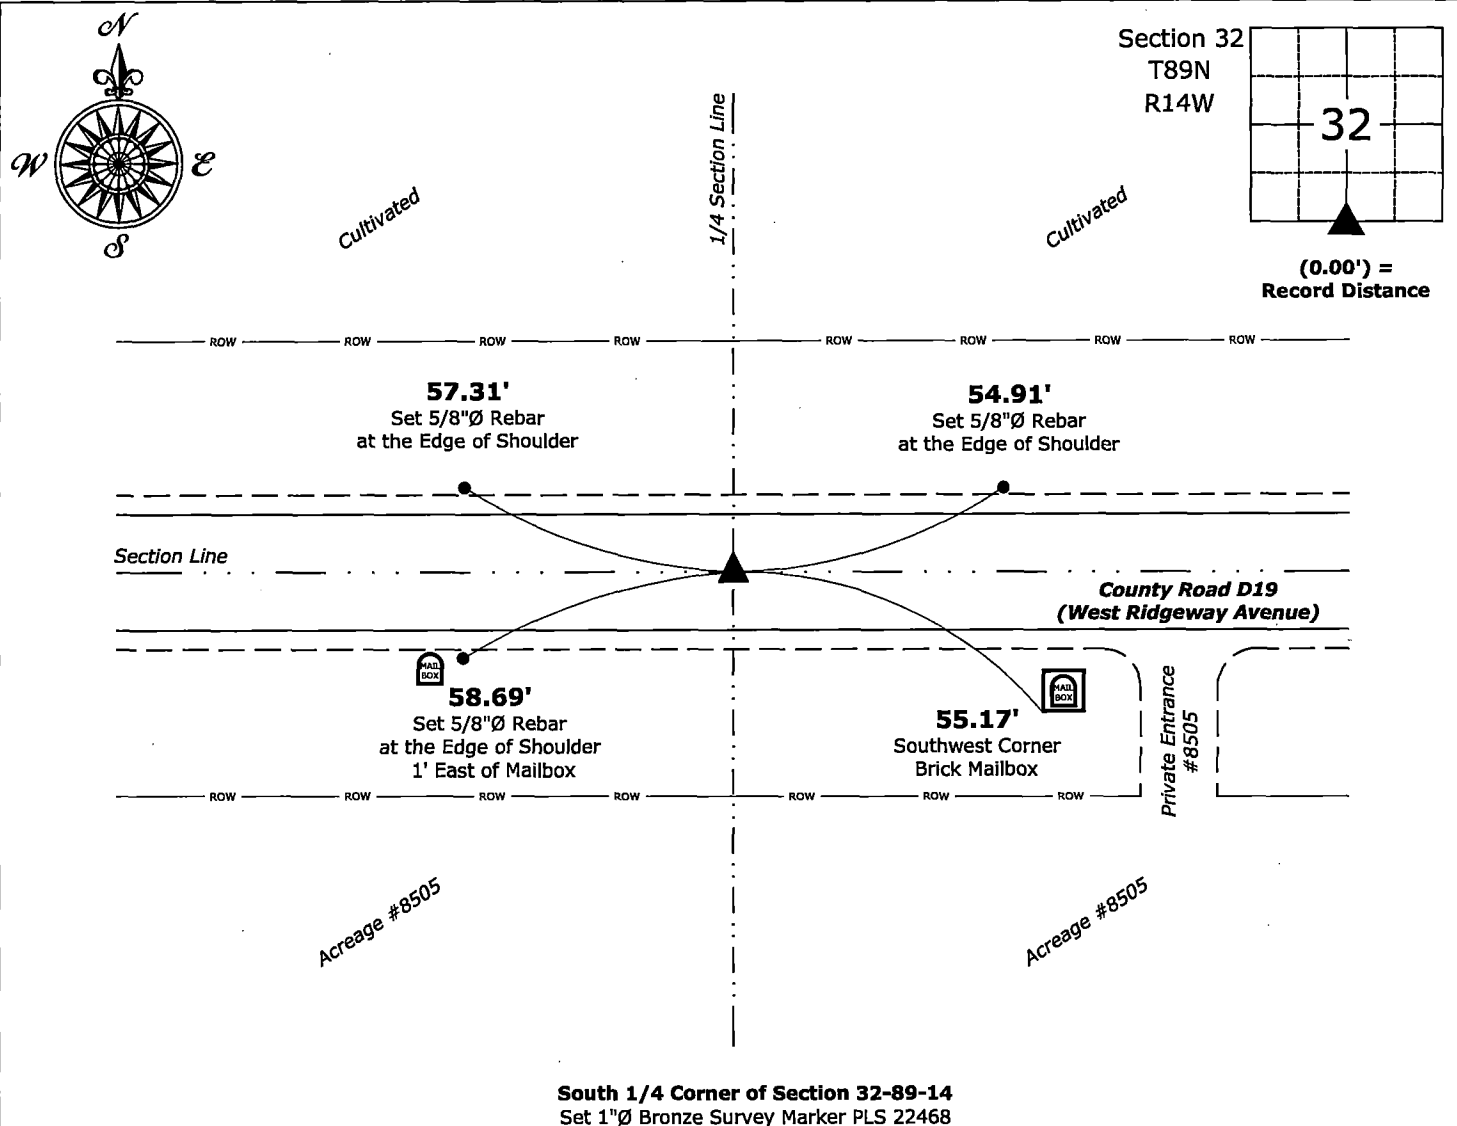 N
W
E
S
Section 32
T89N
R14W
32
(0.00') =
Record Distance
1/4 Section Line
Cultivated
Cultivated
ROW ROW ROW ROW ROW ROW ROW ROW
57.31'
Set 5/8"Ø Rebar
at the Edge of Shoulder
54.91'
Set 5/8"Ø Rebar
at the Edge of Shoulder
Section Line
County Road D19
(West Ridgeway Avenue)
MAIL
BOX
58.69'
Set 5/8"Ø Rebar
at the Edge of Shoulder
1' East of Mailbox
55.17'
Southwest Corner
Brick Mailbox
MAIL
BOX
Private Entrance
#8505
ROW ROW ROW ROW ROW ROW ROW
Acreage #8505
Acreage #8505
South 1/4 Corner of Section 32-89-14
Set 1"Ø Bronze Survey Marker PLS 22468